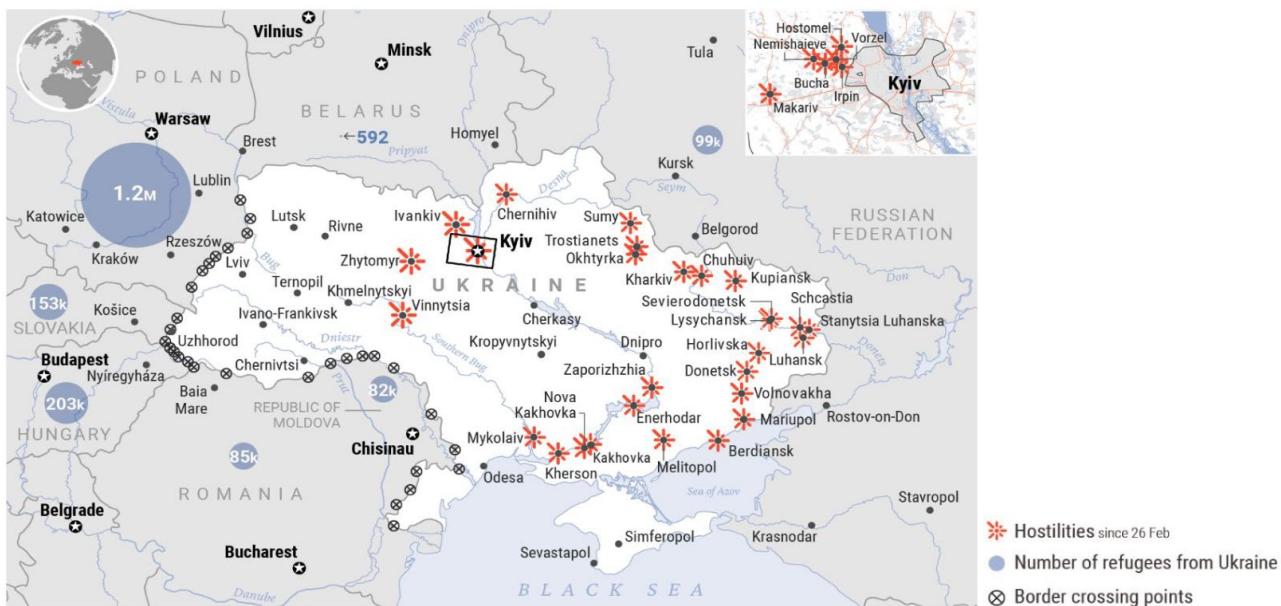 Vilnius
Minsk
Dnipro
Tula
POLAND
BELARUS
Vistula
Warsaw
592
Pripyat
Homyel
Desna
99k
Kursk
Seym
Brest
1.2M
Lublin
Katowice
Kraków
Rzeszów
Lutsk
Rivne
Ivankiv
Chernihiv
Sumy
Belgorod
RUSSIAN
FEDERATION
Kyiv
Trostianets
Okhtyrka
Lviv
Bug
Zhytomyr
UKRAINE
Kharkiv
Chuhuiv
Kupiansk
Don
Ternopil
Khmelnytskyi
Vinnytsia
Sevierodonetsk
Schcastia
153k
SLOVAKIA
Košice
Ivano-Frankivsk
Cherkasy
Lysychansk
Stanytsia Luhanska
Uzhhorod
Dniestr
Kropyvnytskyi
Dnipro
Horlivska
Luhansk
Donets
Budapest
Nyíregyháza
Chernivtsi
Southern Bug
Zaporizhzhia
Donetsk
203k
HUNGARY
Baia
Mare
Prut
82k
REPUBLIC OF
MOLDOVA
Nova
Kakhovka
Enerhodar
Volnovakha
Mariupol
Rostov-on-Don
85k
ROMANIA
Chisinau
Mykolaiv
Kherson
Kakhovka
Melitopol
Berdiansk
Odesa
Sea of Azov
Stavropol
Belgrade
Bucharest
Danube
Sevastapol
Simferopol
Krasnodar
BLACK SEA
Hostomel
Vorzel
Nemishaieve
Bucha
Irpin
Kyiv
Makariv
Hostilities since 26 Feb
Number of refugees from Ukraine
Border crossing points